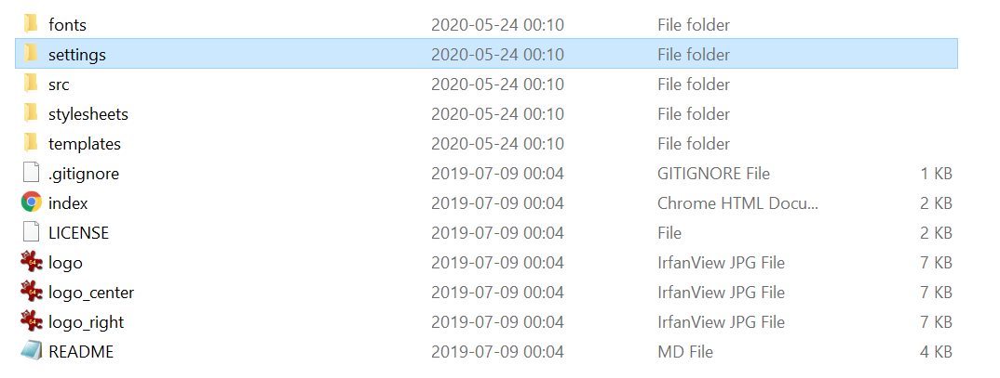 fonts 2020-05-24 00:10 File folder
settings 2020-05-24 00:10 File folder
src 2020-05-24 00:10 File folder
stylesheets 2020-05-24 00:10 File folder
templates 2020-05-24 00:10 File folder
.gitignore 2019-07-09 00:04 GITIGNORE File 1 KB
index 2019-07-09 00:04 Chrome HTML Docu... 2 KB
LICENSE 2019-07-09 00:04 File 2 KB
logo 2019-07-09 00:04 IrfanView JPG File 7 KB
logo_center 2019-07-09 00:04 IrfanView JPG File 7 KB
logo_right 2019-07-09 00:04 IrfanView JPG File 7 KB
README 2019-07-09 00:04 MD File 4 KB